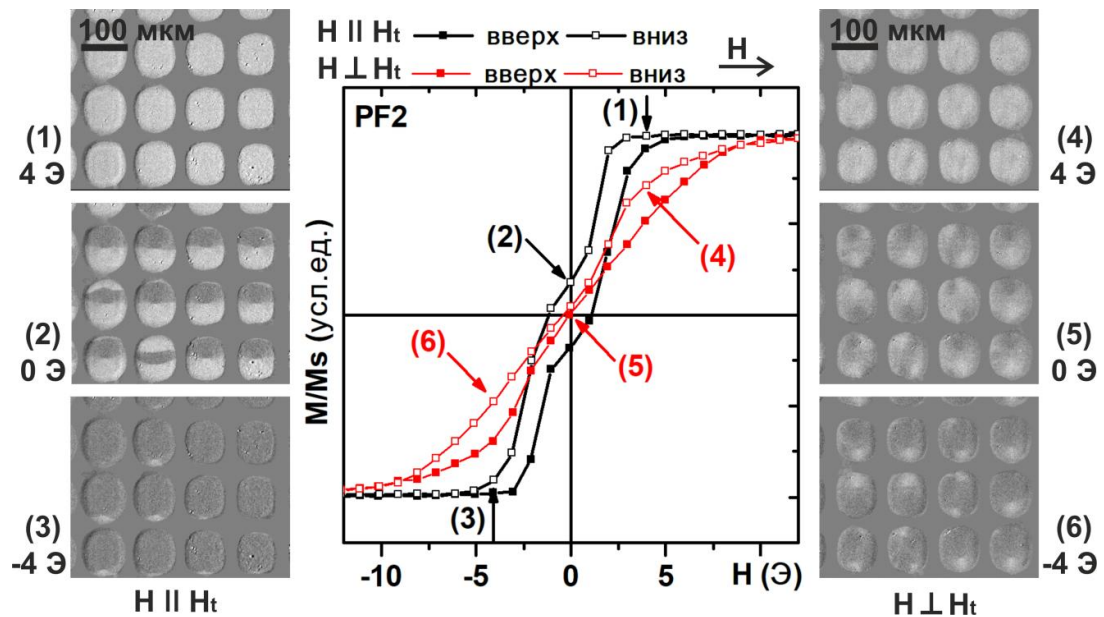 100 мкм
(1)
4 Э
(2)
0 Э
(3)
-4 Э
H || Ht
H || Ht вверх вниз
H ⊥ Ht вверх вниз
H
PF2
(1)
(2)
(4)
(6)
(5)
(3)
M/Ms (усл.ед.)
-10 -5 0 5 H (Э)
100 мкм
(4)
4 Э
(5)
0 Э
(6)
-4 Э
H ⊥ Ht